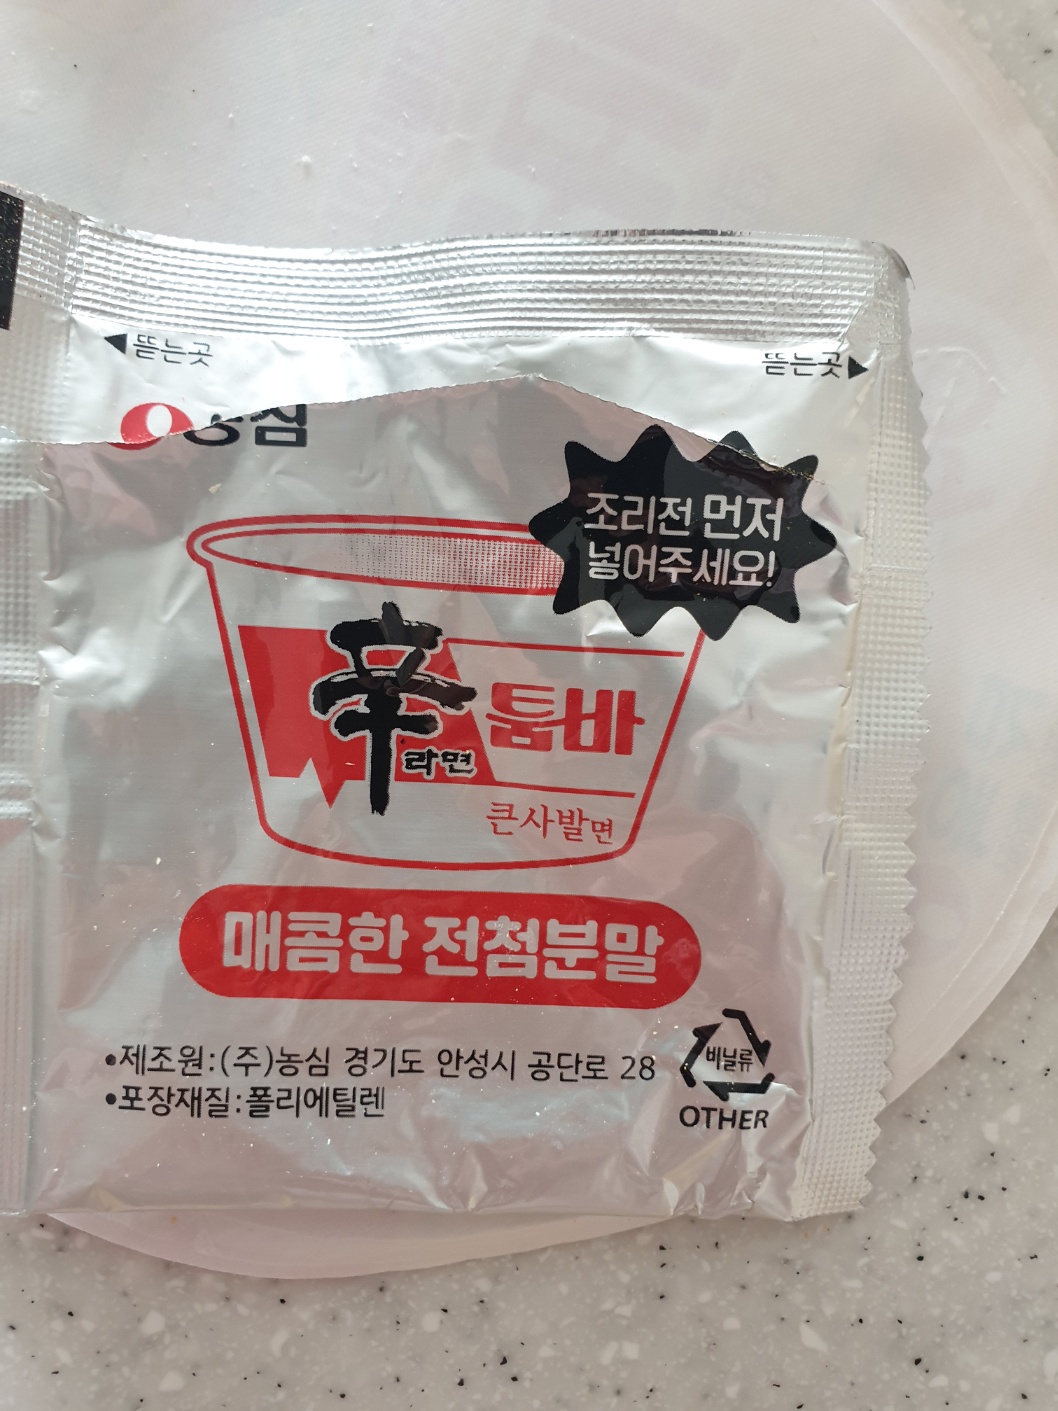 뜯는곳
뜯는곳
농심
조리전 먼저
넣어주세요!
辛
라면
툼바
큰사발면
매콤한 전첨분말
•제조원:(주)농심 경기도 안성시 공단로 28
•포장재질:폴리에틸렌
비닐류
OTHER